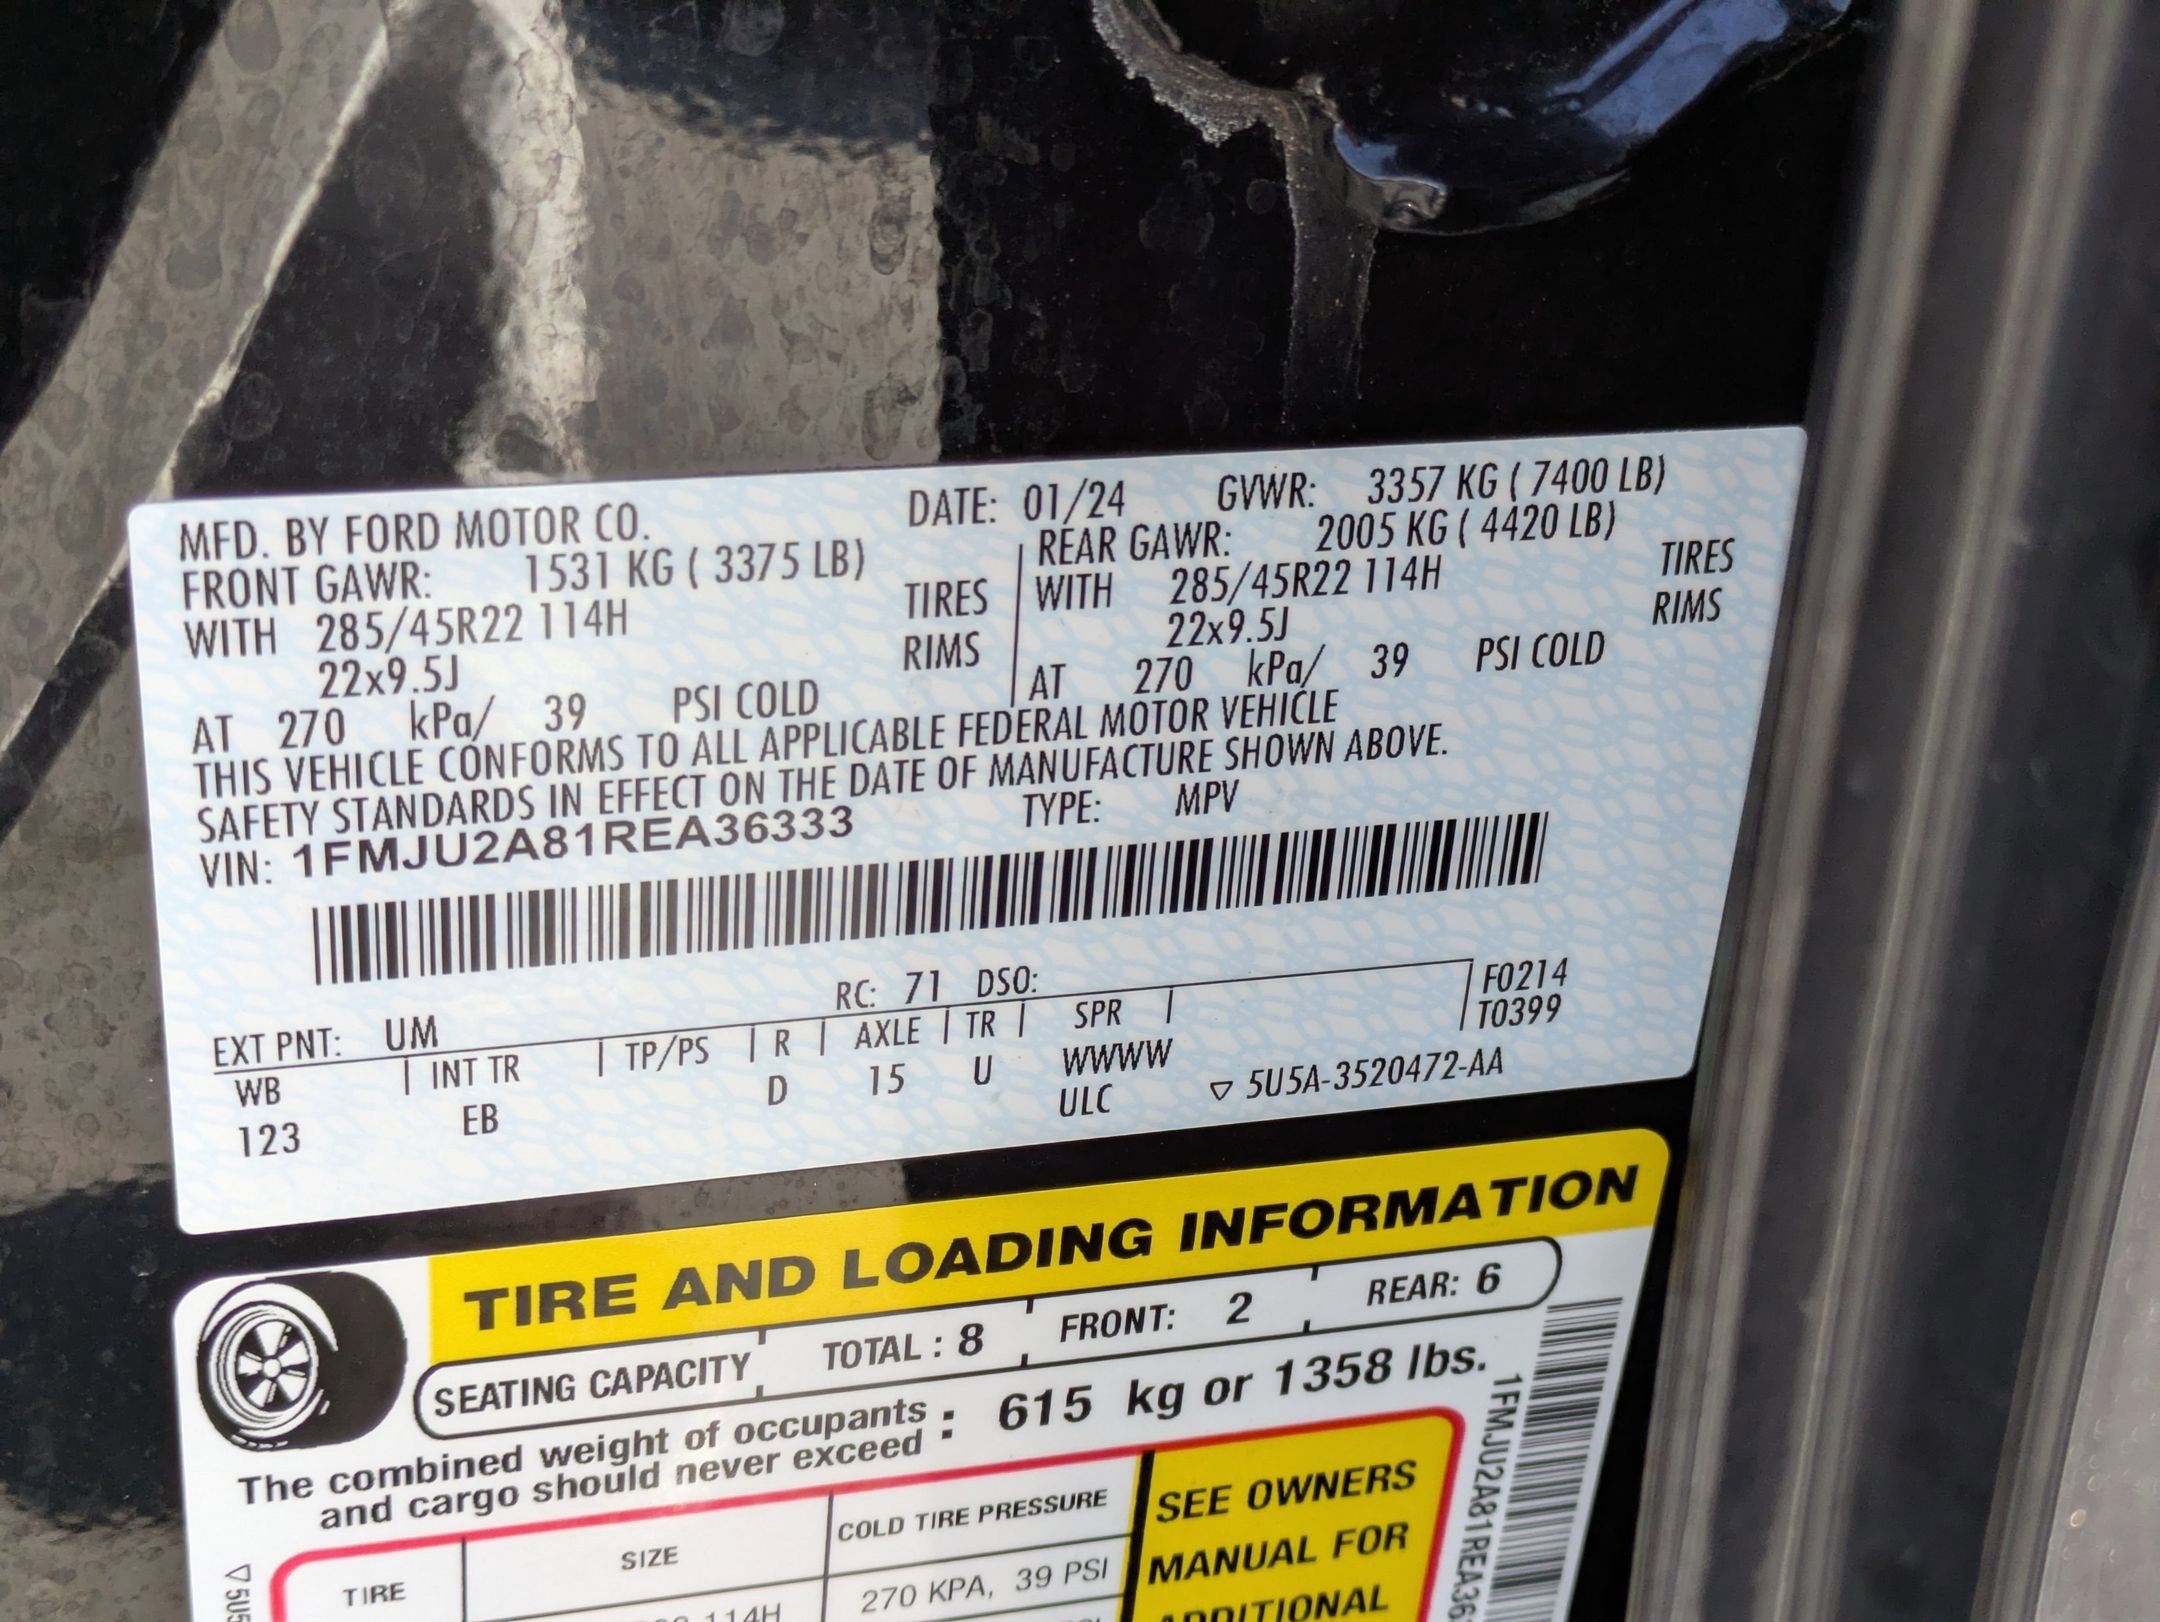 MFD. BY FORD MOTOR CO. DATE: 01/24 GVWR: 3357 KG ( 7400 LB)
FRONT GAWR: 1531 KG ( 3375 LB) REAR GAWR: 2005 KG ( 4420 LB)
WITH 285/45R22 114H TIRES WITH 285/45R22 114H TIRES
22x9.5J RIMS 22x9.5J RIMS
AT 270 kPa/ 39 PSI COLD AT 270 kPa/ 39 PSI COLD
THIS VEHICLE CONFORMS TO ALL APPLICABLE FEDERAL MOTOR VEHICLE
SAFETY STANDARDS IN EFFECT ON THE DATE OF MANUFACTURE SHOWN ABOVE.
VIN: 1FMJU2A81REA36333 TYPE: MPV
EXT PNT: UM RC: 71 DSO: F0214
WB INT TR TP/PS R AXLE TR SPR T0399
123 EB D 15 U WWWW
ULC ▽ 5U5A-3520472-AA
TIRE AND LOADING INFORMATION
SEATING CAPACITY TOTAL : 8 FRONT: 2 REAR: 6
The combined weight of occupants
and cargo should never exceed : 615 kg or 1358 lbs.
TIRE SIZE COLD TIRE PRESSURE
114H 270 KPA, 39 PSI
SEE OWNERS
MANUAL FOR
ADDITIONAL
1FMJU2A81REA36
▽ 5U5